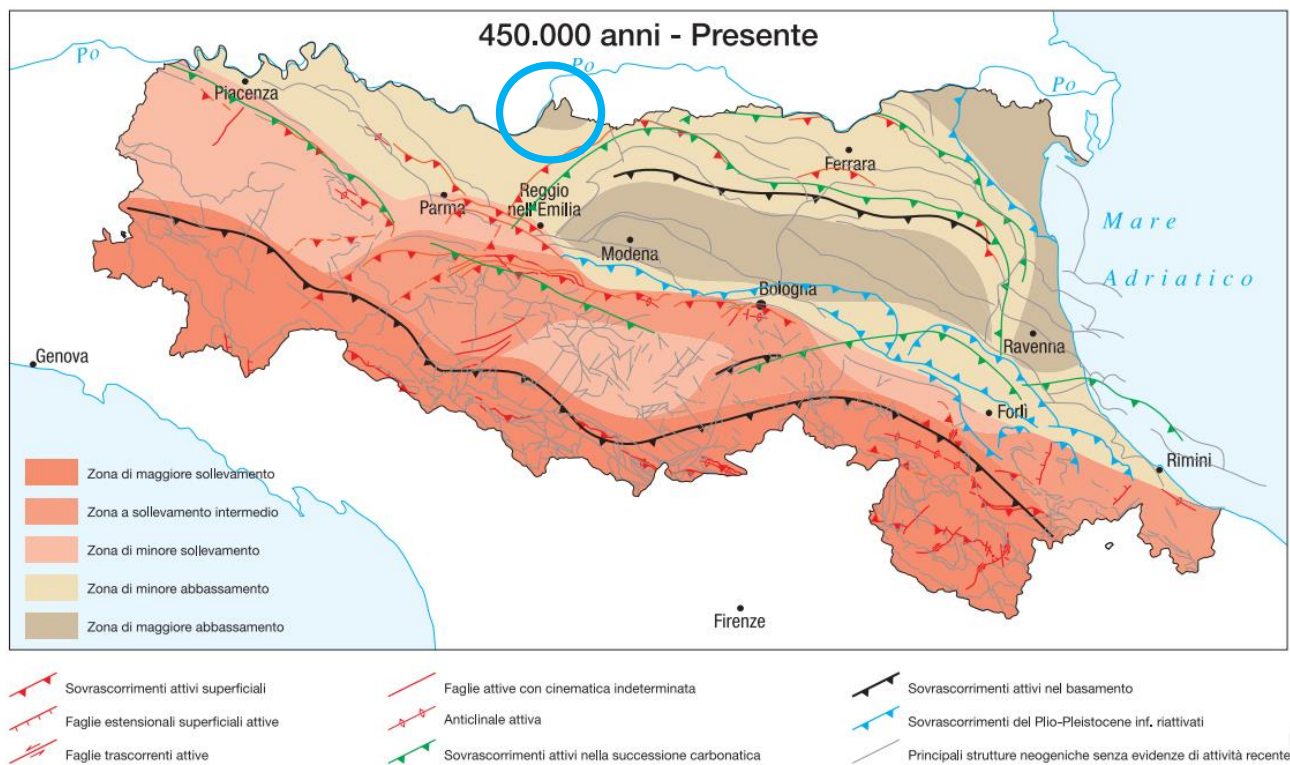 450.000 anni - Presente
Po
Po
Po
Piacenza
Parma
Reggio
nell'Emilia
Modena
Ferrara
Bologna
Mare
Adriatico
Ravenna
Genova
Forlì
Rimini
Firenze
Zona di maggiore sollevamento
Zona a sollevamento intermedio
Zona di minore sollevamento
Zona di minore abbassamento
Zona di maggiore abbassamento
Sovrascorrimenti attivi superficiali
Faglie estensionali superficiali attive
Faglie trascorrenti attive
Faglie attive con cinematica indeterminata
Anticlinale attiva
Sovrascorrimenti attivi nella successione carbonatica
Sovrascorrimenti attivi nel basamento
Sovrascorrimenti del Plio-Pleistocene inf. riattivati
Principali strutture neogeniche senza evidenze di attività recente